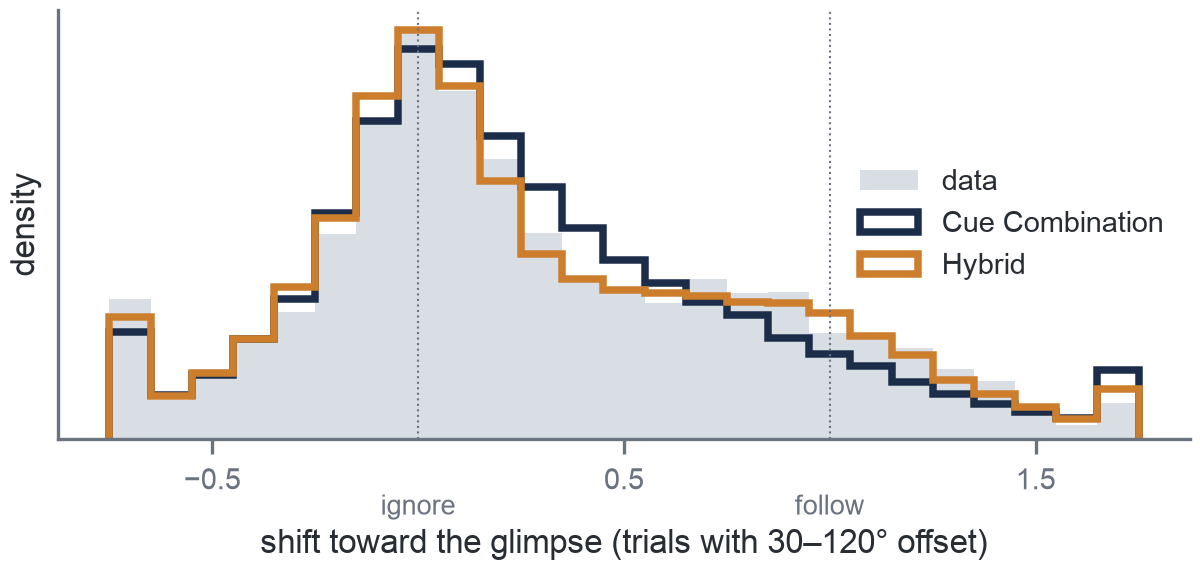 density
data
Cue Combination
Hybrid
−0.5
0.5
1.5
ignore
follow
shift toward the glimpse (trials with 30–120° offset)